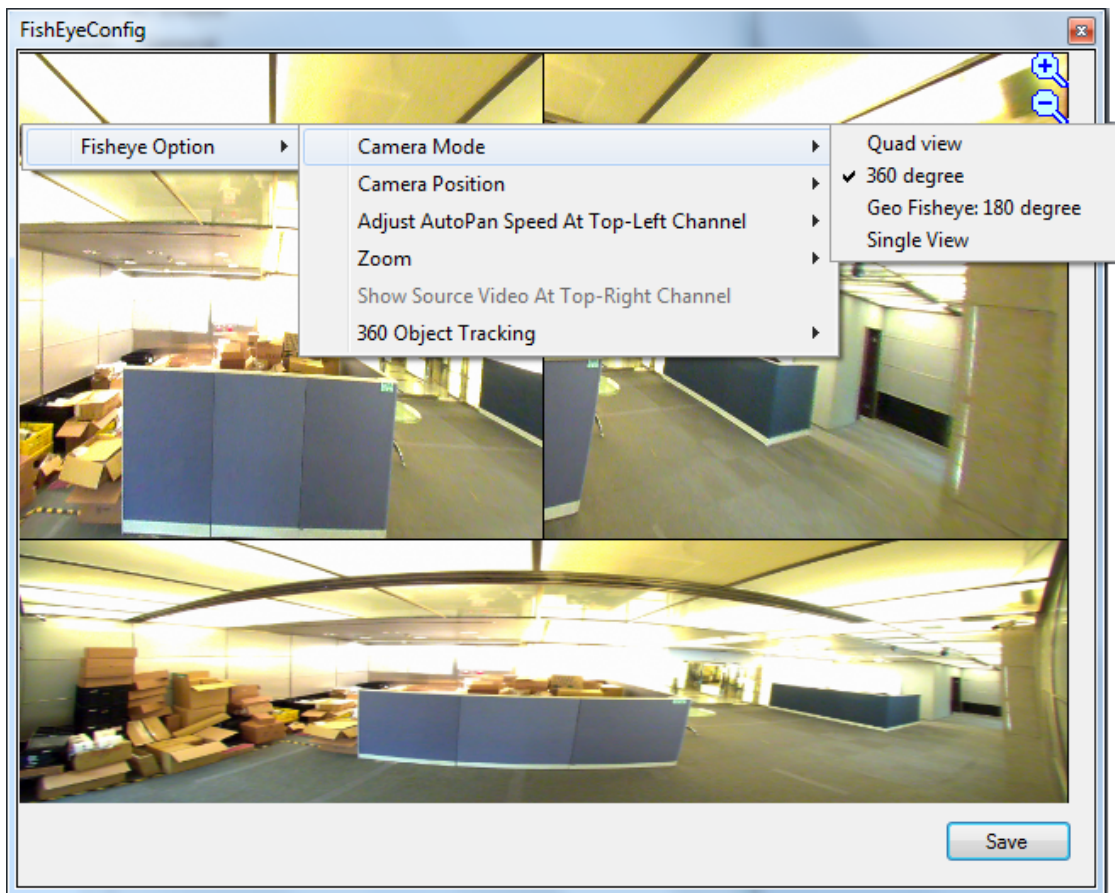 FishEyeConfig
Fisheye Option
Camera Mode
Camera Position
Adjust AutoPan Speed At Top-Left Channel
Zoom
Show Source Video At Top-Right Channel
360 Object Tracking
Quad view
360 degree
Geo Fisheye: 180 degree
Single View
Save